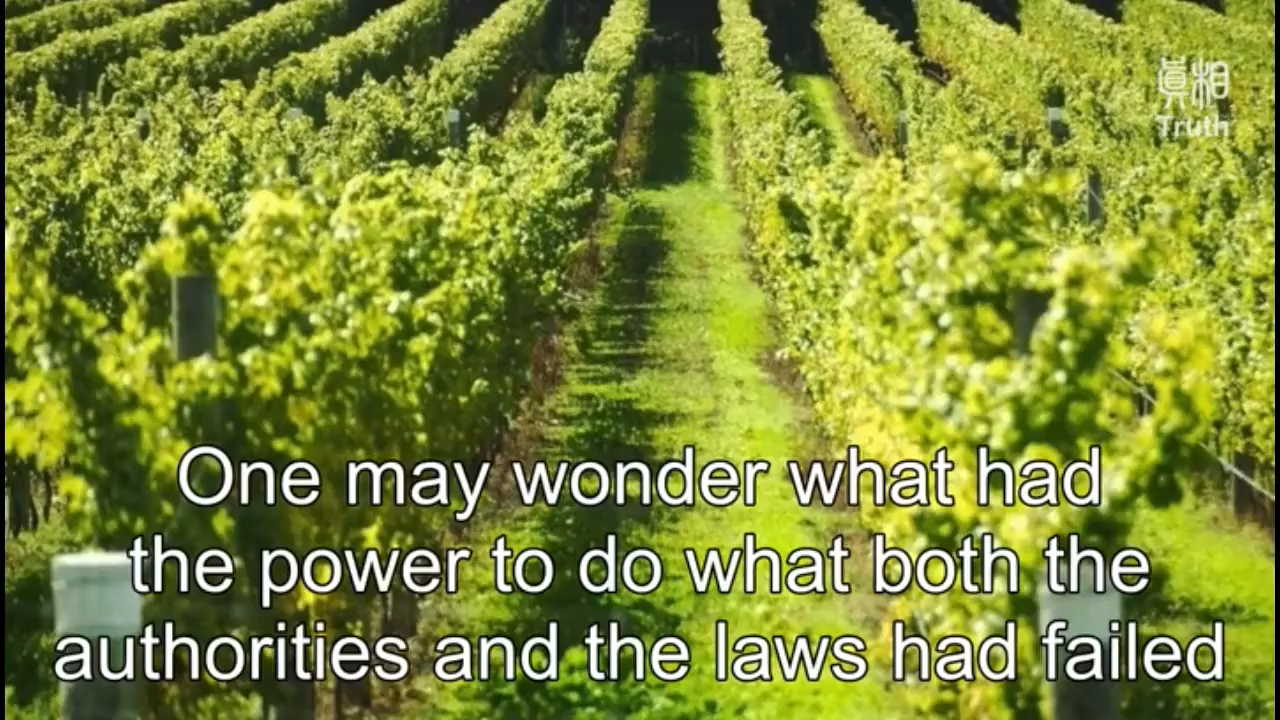 真相
Truth
One may wonder what had
the power to do what both the
authorities and the laws had failed